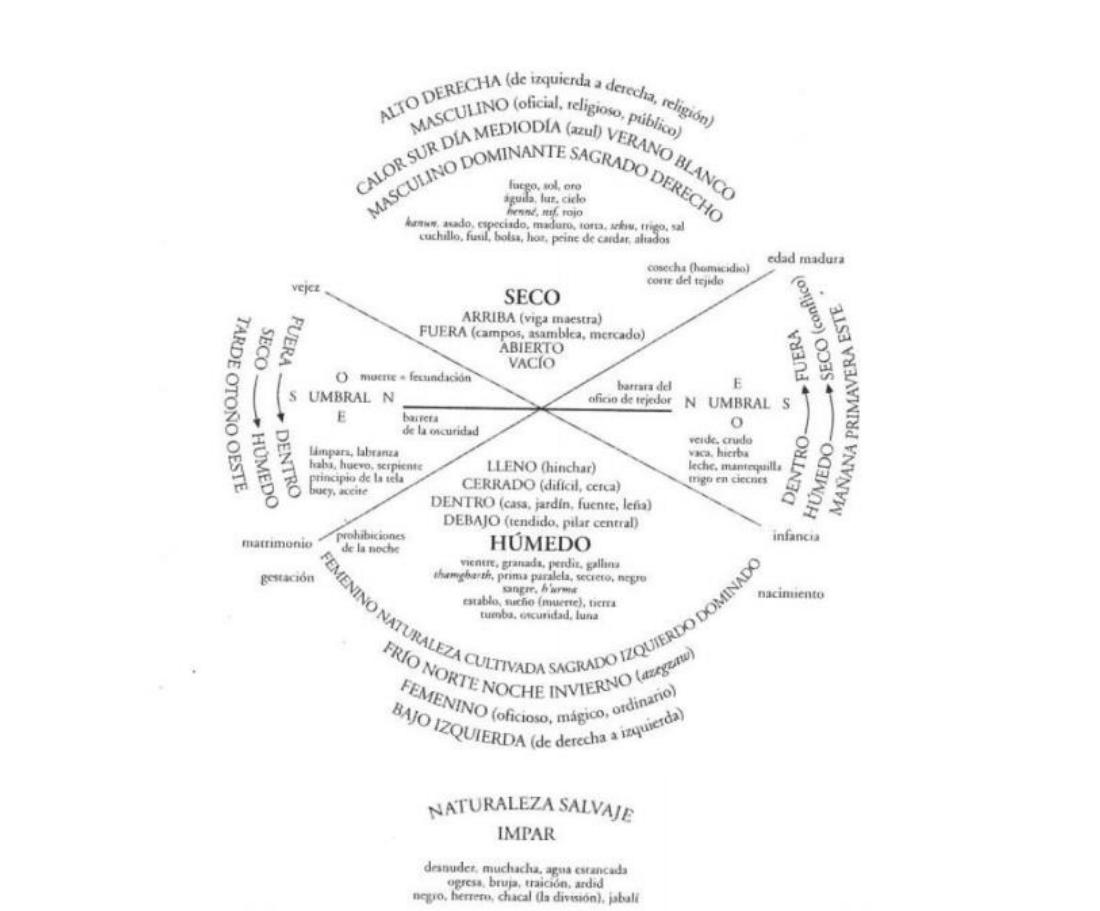 ALTO DERECHA (de izquierda a derecha, religión)
MASCULINO (oficial, religioso, público)
CALOR SUR DÍA MEDIODÍA (azul) VERANO BLANCO
MASCULINO DOMINANTE SAGRADO DERECHO
fuego, sol, oro
águila, luz, cielo
henné, nif, rojo
kanun, asado, especiado, maduro, torta, seksu, trigo, sal
cuchillo, fusil, bolsa, hoz, peine de cardar, aliados
edad madura
cosecha (homicidio)
corte del tejido
vejez
SECO
ARRIBA (viga maestra)
FUERA (campos, asamblea, mercado)
ABIERTO
VACÍO
TARDE OTOÑO OESTE
SECO HÚMEDO
FUERA DENTRO
O muerte = fecundación
S UMBRAL N
E
barrera
de la oscuridad
lámpara, labranza
haba, huevo, serpiente
principio de la tela
buey, aceite
barrara del
oficio de tejedor
E
N UMBRAL S
O
verde, crudo
vaca, hierba
leche, mantequilla
trigo en ciernes
DENTRO FUERA
HÚMEDO SECO (conflico)
MAÑANA PRIMAVERA ESTE
LLENO (hinchar)
CERRADO (difícil, cerca)
DENTRO (casa, jardín, fuente, leña)
DEBAJO (tendido, pilar central)
HÚMEDO
matrimonio
prohibiciones
de la noche
infancia
gestación
nacimiento
vientre, granada, perdiz, gallina
thamgharth, prima paralela, secreto, negro
sangre, h'urma
establo, sueño (muerte), tierra
tumba, oscuridad, luna
FEMENINO NATURALEZA CULTIVADA SAGRADO IZQUIERDO DOMINADO
FRÍO NORTE NOCHE INVIERNO (azegzaw)
FEMENINO (oficioso, mágico, ordinario)
BAJO IZQUIERDA (de derecha a izquierda)
NATURALEZA SALVAJE
IMPAR
desnudez, muchacha, agua estancada
ogresa, bruja, traición, ardid
negro, herrero, chacal (la división), jabalí